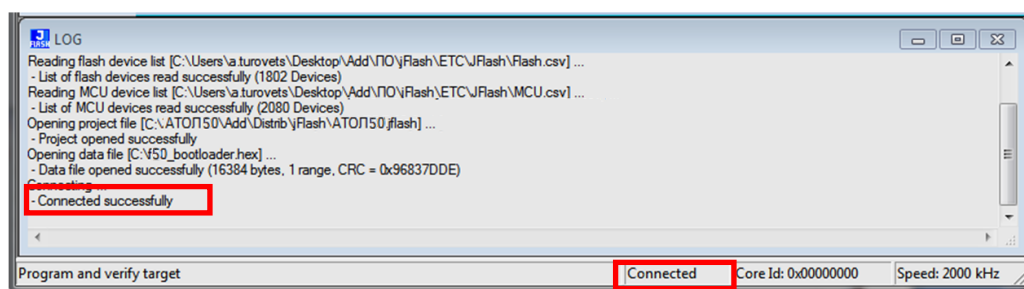 J
FLASH
LOG
Reading flash device list [C:\Users\a.turovets\Desktop\Add\ПО\jFlash\ETC\JFlash\Flash.csv] ...
- List of flash devices read successfully (1802 Devices)
Reading MCU device list [C:\Users\a.turovets\Desktop\Add\ПО\jFlash\ETC\JFlash\MCU.csv] ...
- List of MCU devices read successfully (2080 Devices)
Opening project file [C:\АТОЛ50\Add\Distrib\jFlash\АТОЛ50.jflash] ...
- Project opened successfully
Opening data file [C:\f50_bootloader.hex] ...
- Data file opened successfully (16384 bytes, 1 range, CRC = 0x96837DDE)
Connecting ...
- Connected successfully
Program and verify target
Connected
Core Id: 0x00000000
Speed: 2000 kHz